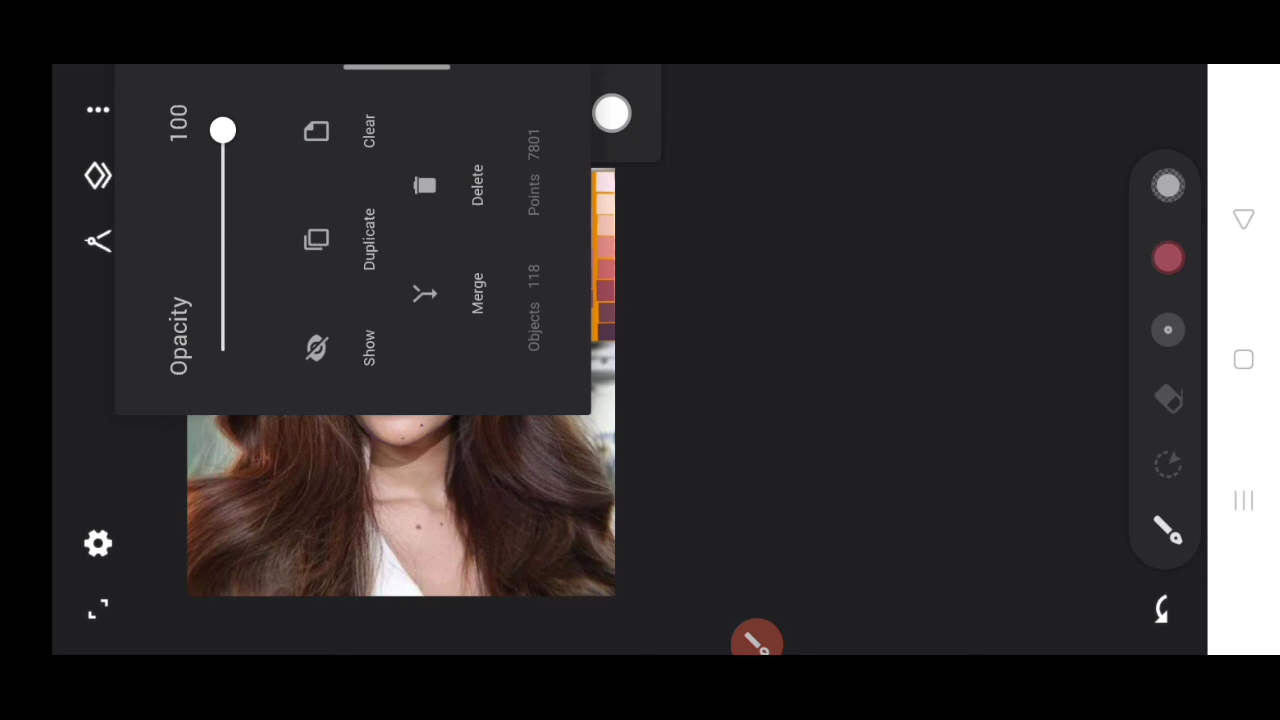 Opacity 100
Show Duplicate Clear
Merge Delete
Objects 118 Points 7801